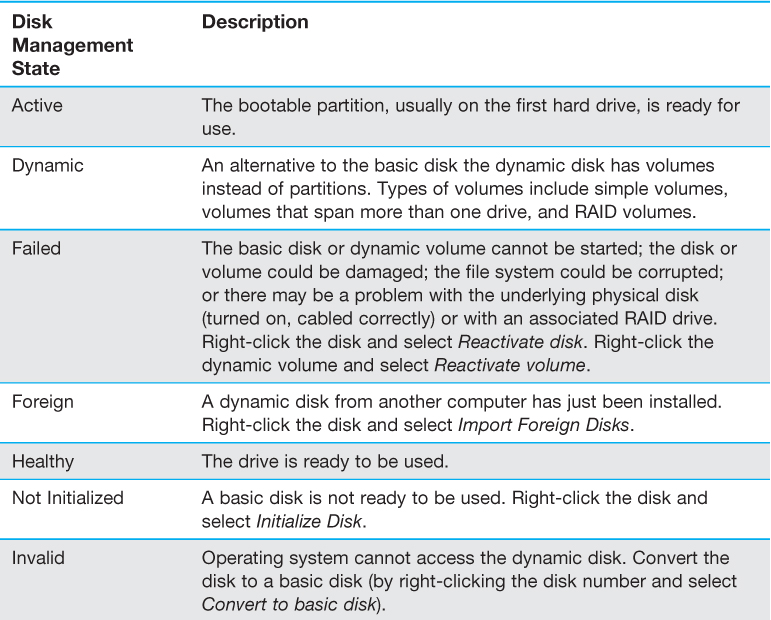 Disk Management State
Description
Active
The bootable partition, usually on the first hard drive, is ready for
use.
Dynamic
An alternative to the basic disk the dynamic disk has volumes
instead of partitions. Types of volumes include simple volumes,
volumes that span more than one drive, and RAID volumes.
Failed
The basic disk or dynamic volume cannot be started; the disk or
volume could be damaged; the file system could be corrupted;
or there may be a problem with the underlying physical disk
(turned on, cabled correctly) or with an associated RAID drive.
Right-click the disk and select Reactivate disk. Right-click the
dynamic volume and select Reactivate volume.
Foreign
A dynamic disk from another computer has just been installed.
Right-click the disk and select Import Foreign Disks.
Healthy
The drive is ready to be used.
Not Initialized
A basic disk is not ready to be used. Right-click the disk and
select Initialize Disk.
Invalid
Operating system cannot access the dynamic disk. Convert the
disk to a basic disk (by right-clicking the disk number and select
Convert to basic disk).